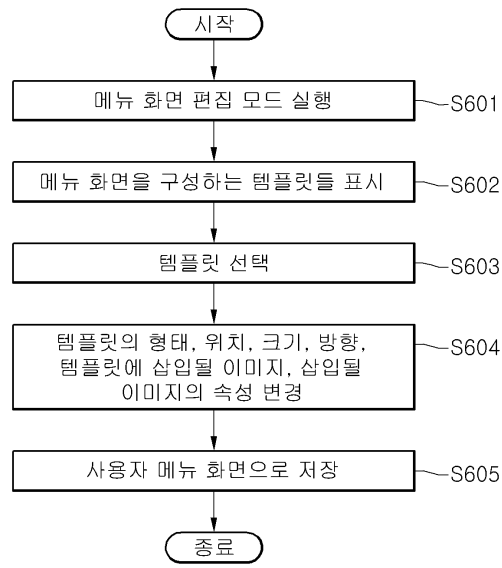 시작
메뉴 화면 편집 모드 실행
S601
메뉴 화면을 구성하는 템플릿들 표시
S602
템플릿 선택
S603
템플릿의 형태, 위치, 크기, 방향,
템플릿에 삽입될 이미지, 삽입될
이미지의 속성 변경
S604
사용자 메뉴 화면으로 저장
S605
종료